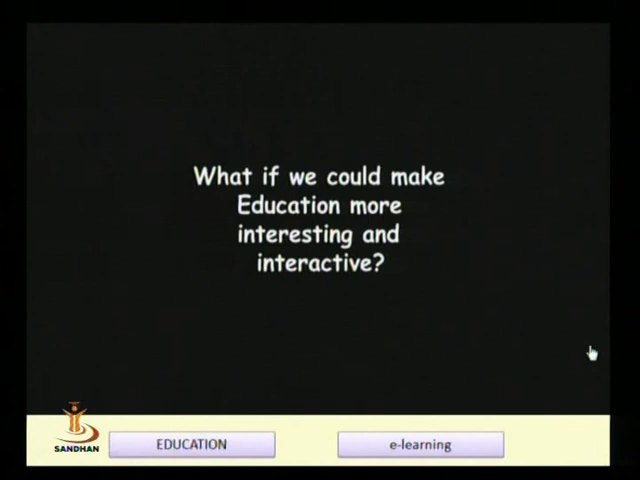 What if we could make
Education more
interesting and
interactive?
SANDHAN
EDUCATION
e-learning